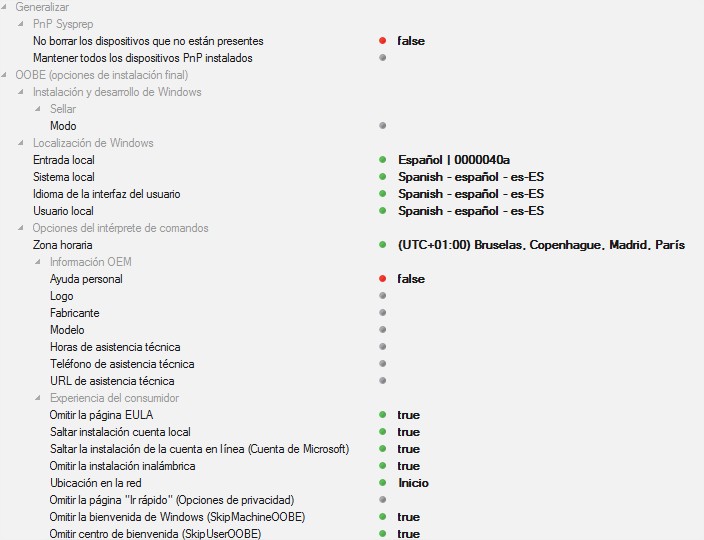 Generalizar
PnP Sysprep
No borrar los dispositivos que no están presentes false
Mantener todos los dispositivos PnP instalados
OOBE (opciones de instalación final)
Instalación y desarrollo de Windows
Sellar
Modo
Localización de Windows
Entrada local Español | 0000040a
Sistema local Spanish - español - es-ES
Idioma de la interfaz del usuario Spanish - español - es-ES
Usuario local Spanish - español - es-ES
Opciones del intérprete de comandos
Zona horaria (UTC+01:00) Bruselas, Copenhague, Madrid, París
Información OEM
Ayuda personal false
Logo
Fabricante
Modelo
Horas de asistencia técnica
Teléfono de asistencia técnica
URL de asistencia técnica
Experiencia del consumidor
Omitir la página EULA true
Saltar instalación cuenta local true
Saltar la instalación de la cuenta en línea (Cuenta de Microsoft) true
Omitir la instalación inalámbrica true
Ubicación en la red Inicio
Omitir la página "Ir rápido" (Opciones de privacidad)
Omitir la bienvenida de Windows (SkipMachineOOBE) true
Omitir centro de bienvenida (SkipUserOOBE) true